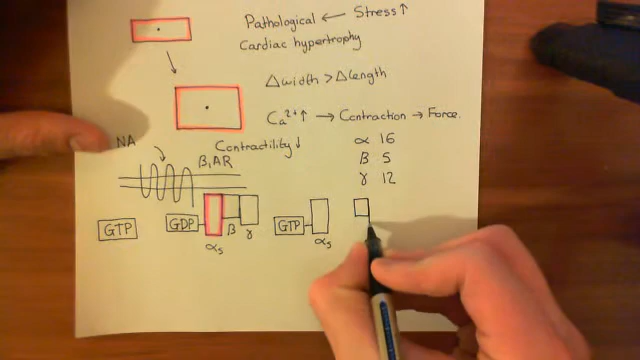 Pathological ← Stress ↑
Cardiac hypertrophy
Δwidth > Δlength
Ca²⁺↑ → Contraction → Force.
Contractility ↓
α 16
β 5
γ 12
NA
β₁AR
GTP
GDP
αs
β
γ
GTP
αs